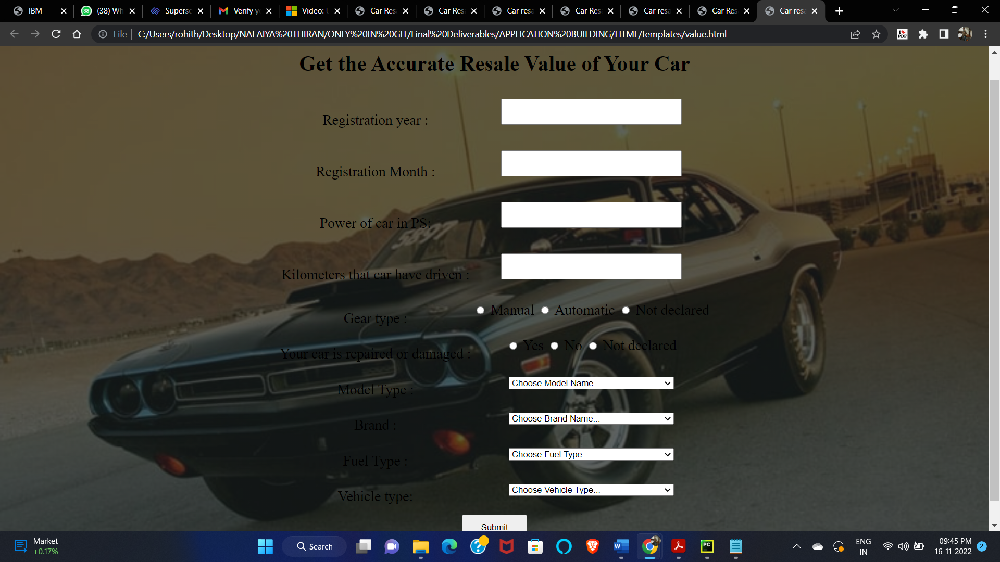 IBM
(38) Wh
Superse
Verify y
Video: U
Car Res
Car Res
Car resa
Car Res
Car resa
Car Res
Car resa
File
C:/Users/rohith/Desktop/NALAIYA%20THIRAN/ONLY%20IN%20GIT/Final%20Deliverables/APPLICATION%20BUILDING/HTML/templates/value.html
Get the Accurate Resale Value of Your Car
Registration year :
Registration Month :
Power of car in PS:
5897
Kilometers that car have driven :
Gear type :
Manual
Automatic
Not declared
Your car is repaired or damaged :
Yes
No
Not declared
Model Type :
Choose Model Name...
Brand :
Choose Brand Name...
Fuel Type :
Choose Fuel Type...
Vehicle type:
Choose Vehicle Type...
Submit
Market
+0.17%
Search
ENG
IN
09:45 PM
16-11-2022
2